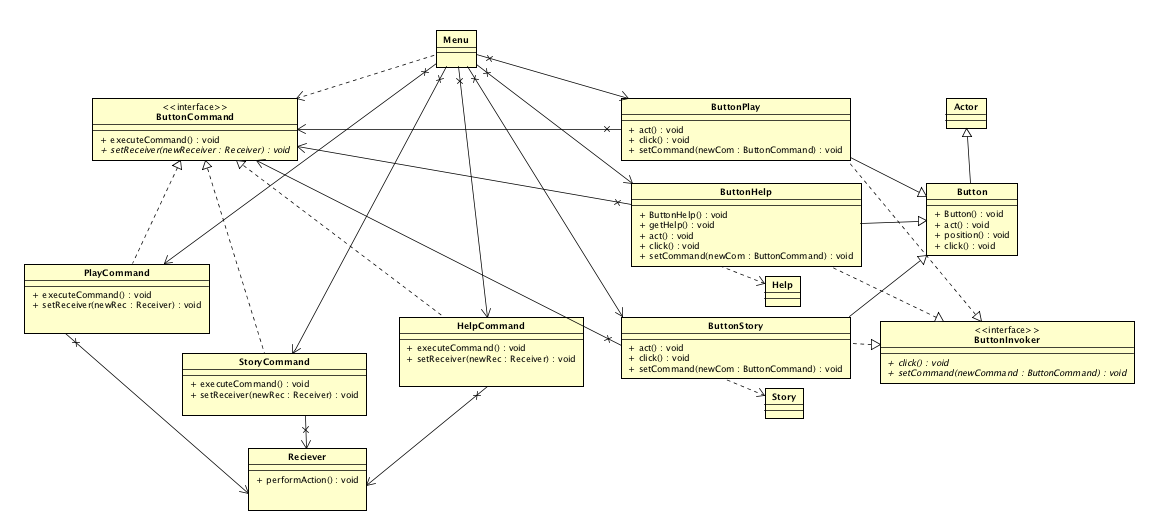 Menu
<<interface>>
ButtonCommand
+ executeCommand() : void
+ setReceiver(newReceiver : Receiver) : void
ButtonPlay
+ act() : void
+ click() : void
+ setCommand(newCom : ButtonCommand) : void
Actor
ButtonHelp
+ ButtonHelp() : void
+ getHelp() : void
+ act() : void
+ click() : void
+ setCommand(newCom : ButtonCommand) : void
Button
+ Button() : void
+ act() : void
+ position() : void
+ click() : void
PlayCommand
+ executeCommand() : void
+ setReceiver(newRec : Receiver) : void
Help
HelpCommand
+ executeCommand() : void
+ setReceiver(newRec : Receiver) : void
ButtonStory
+ act() : void
+ click() : void
+ setCommand(newCom : ButtonCommand) : void
<<interface>>
ButtonInvoker
+ click() : void
+ setCommand(newCommand : ButtonCommand) : void
StoryCommand
+ executeCommand() : void
+ setReceiver(newRec : Receiver) : void
Story
Reciever
+ performAction() : void